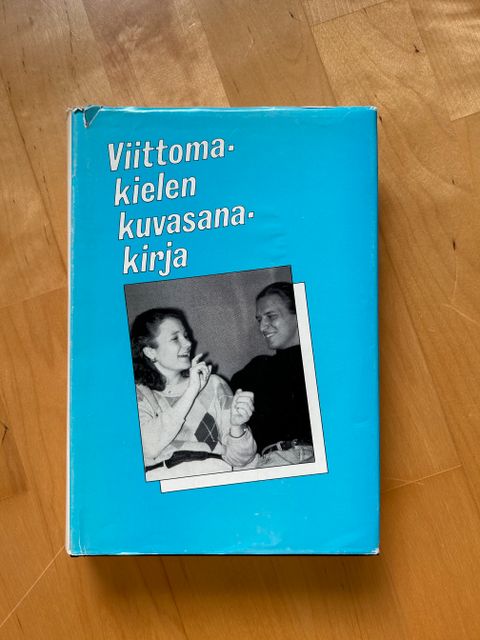 Viittoma-
kielen
kuvasana-
kirja